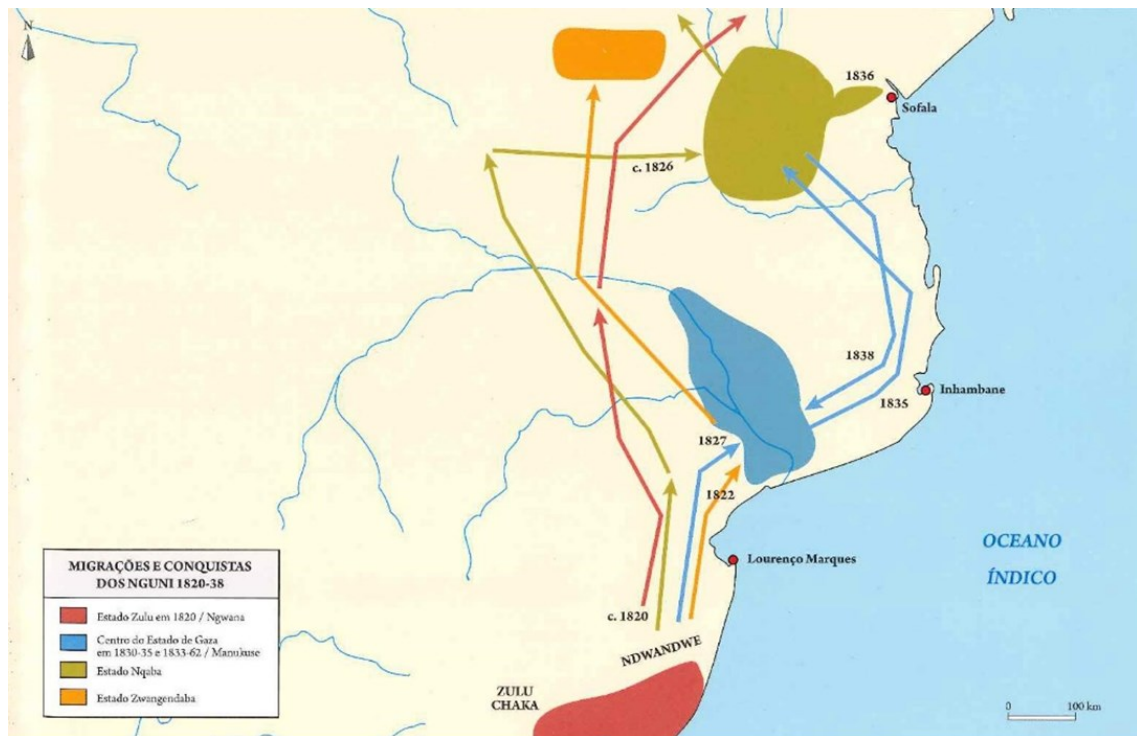 N
1836
Sofala
c. 1826
1838
1835
Inhambane
1827
1822
Lourenço Marques
OCEANO
ÍNDICO
c. 1820
NDWANDWE
ZULU
CHAKA
MIGRAÇÕES E CONQUISTAS
DOS NGUNI 1820-38
Estado Zulu em 1820 / Ngwana
Centro do Estado de Gaza
em 1830-35 e 1833-62 / Manukuse
Estado Nqaba
Estado Zwangendaba
0 100 km